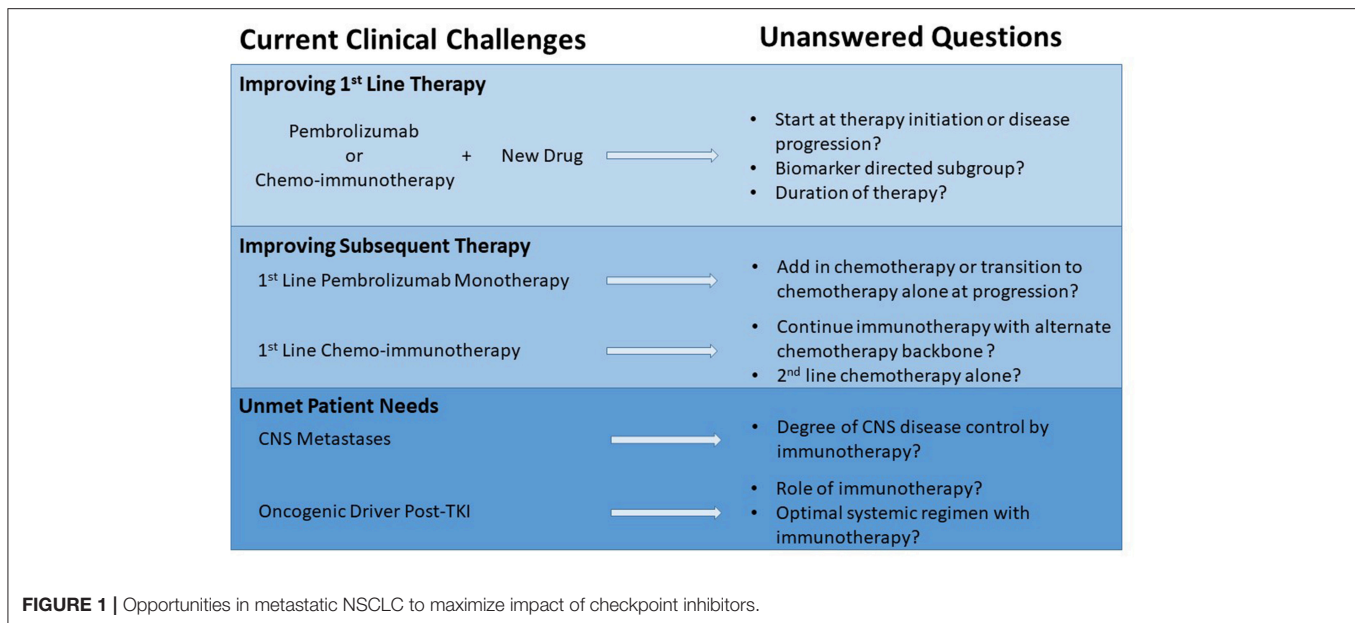 Current Clinical Challenges
Unanswered Questions
Improving 1st Line Therapy
Pembrolizumab
or
Chemo-immunotherapy
+ New Drug
• Start at therapy initiation or disease
progression?
• Biomarker directed subgroup?
• Duration of therapy?
Improving Subsequent Therapy
1st Line Pembrolizumab Monotherapy
• Add in chemotherapy or transition to
chemotherapy alone at progression?
1st Line Chemo-immunotherapy
• Continue immunotherapy with alternate
chemotherapy backbone?
• 2nd line chemotherapy alone?
Unmet Patient Needs
CNS Metastases
• Degree of CNS disease control by
immunotherapy?
Oncogenic Driver Post-TKI
• Role of immunotherapy?
• Optimal systemic regimen with
immunotherapy?
FIGURE 1 | Opportunities in metastatic NSCLC to maximize impact of checkpoint inhibitors.